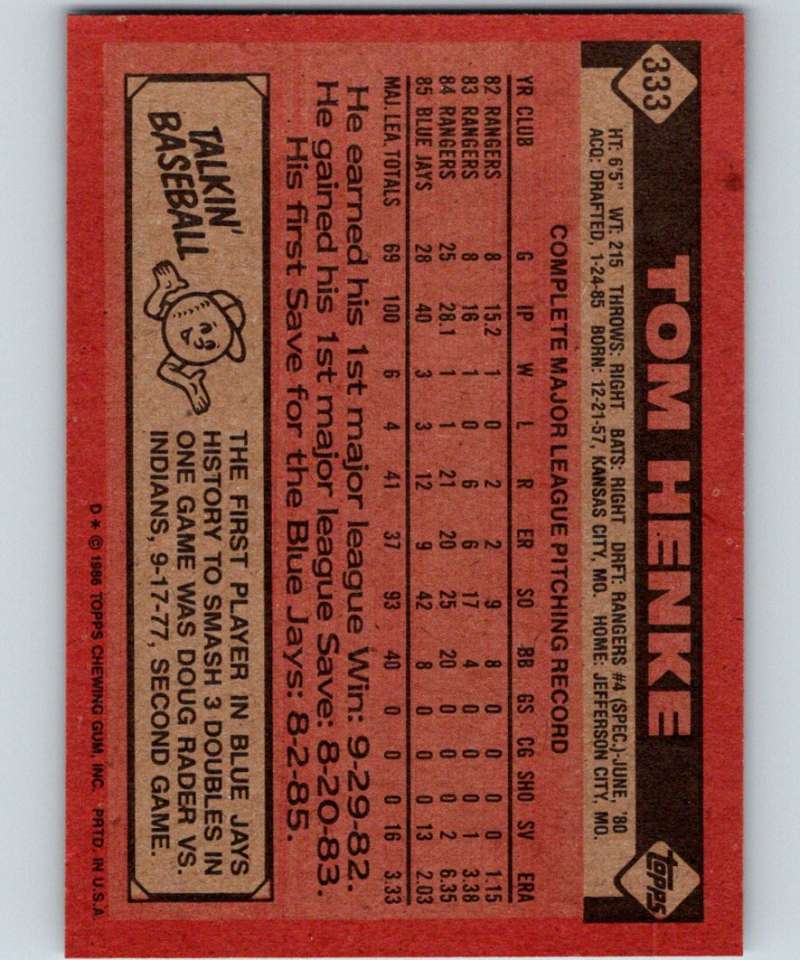 333
TOM HENKE
topps
HT: 6'5" WT: 215 THROWS: RIGHT BATS: RIGHT DRFT: RANGERS #4 (SPEC.)-JUNE, '80
ACQ: DRAFTED, 1-24-85 BORN: 12-21-57, KANSAS CITY, MO. HOME: JEFFERSON CITY, MO.
COMPLETE MAJOR LEAGUE PITCHING RECORD
YR CLUB G IP W L R ER SO BB GS CG SHO SV ERA
82 RANGERS 8 15.2 1 0 2 2 9 8 0 0 0 0 1.15
83 RANGERS 8 16 1 0 6 6 17 4 0 0 0 1 3.38
84 RANGERS 25 28.1 1 1 21 20 25 20 0 0 0 2 6.35
85 BLUE JAYS 28 40 3 3 12 9 42 8 0 0 0 13 2.03
MAJ. LEA. TOTALS 69 100 6 4 41 37 93 40 0 0 0 16 3.33
He earned his 1st major league Win: 9-29-82.
He gained his 1st major league Save: 8-20-83.
His first Save for the Blue Jays: 8-2-85.
TALKIN'
BASEBALL
THE FIRST PLAYER IN BLUE JAYS
HISTORY TO SMASH 3 DOUBLES IN
ONE GAME WAS DOUG RADER VS.
INDIANS, 9-17-77, SECOND GAME.
D* © 1986 TOPPS CHEWING GUM, INC. PRTD. IN U.S.A.